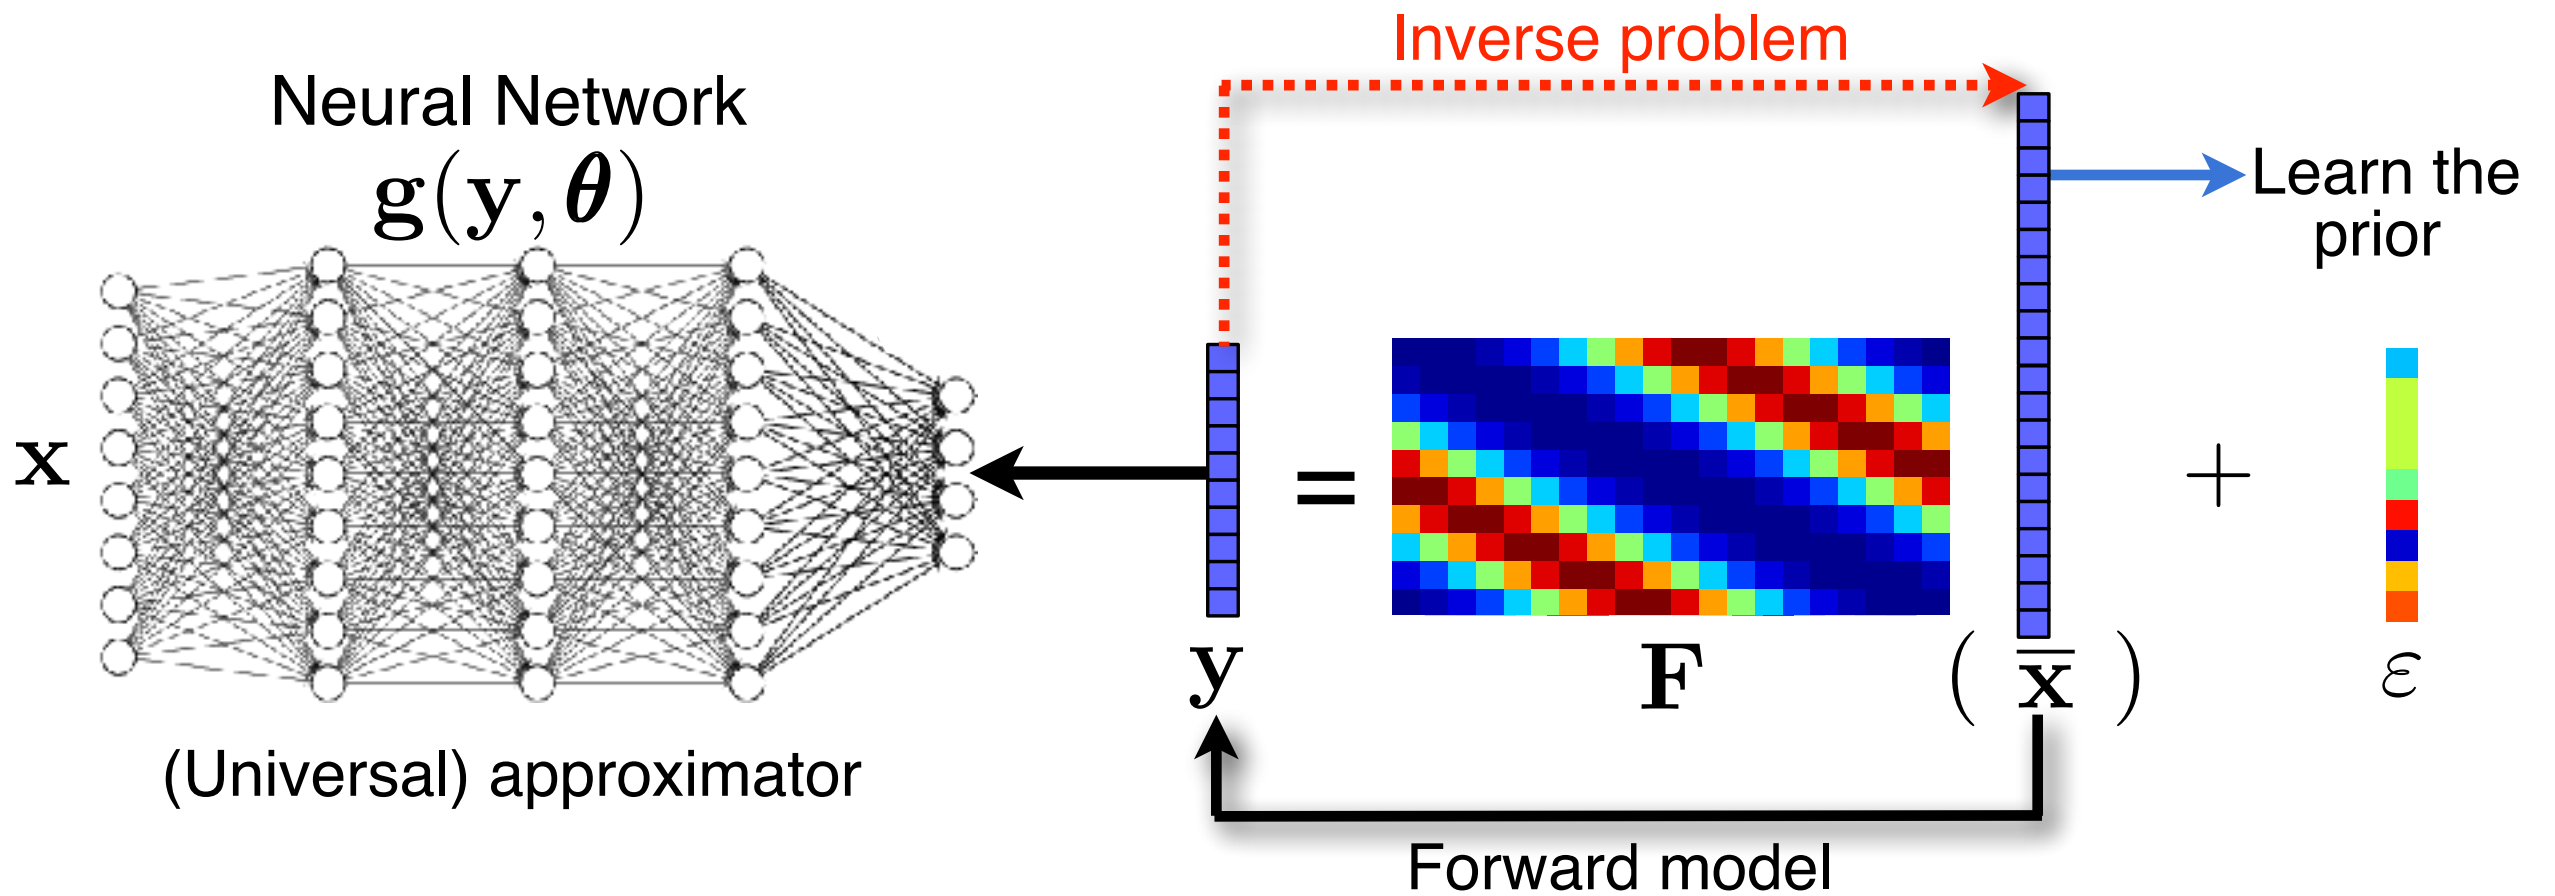 Inverse problem
Neural Network
g(y, θ)
Learn the
prior
x
=
+
y
F
( x̅ )
ε
(Universal) approximator
Forward model